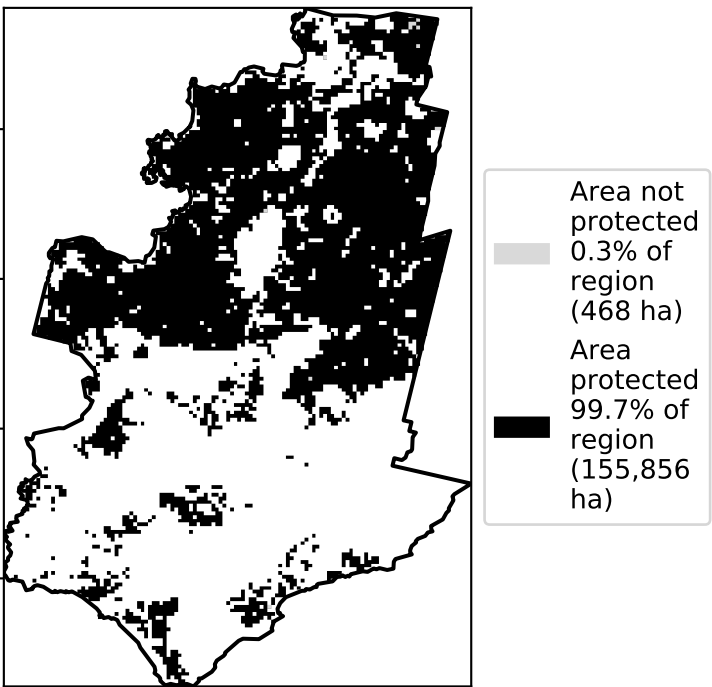 Area not
protected
0.3% of
region
(468 ha)
Area
protected
99.7% of
region
(155,856
ha)